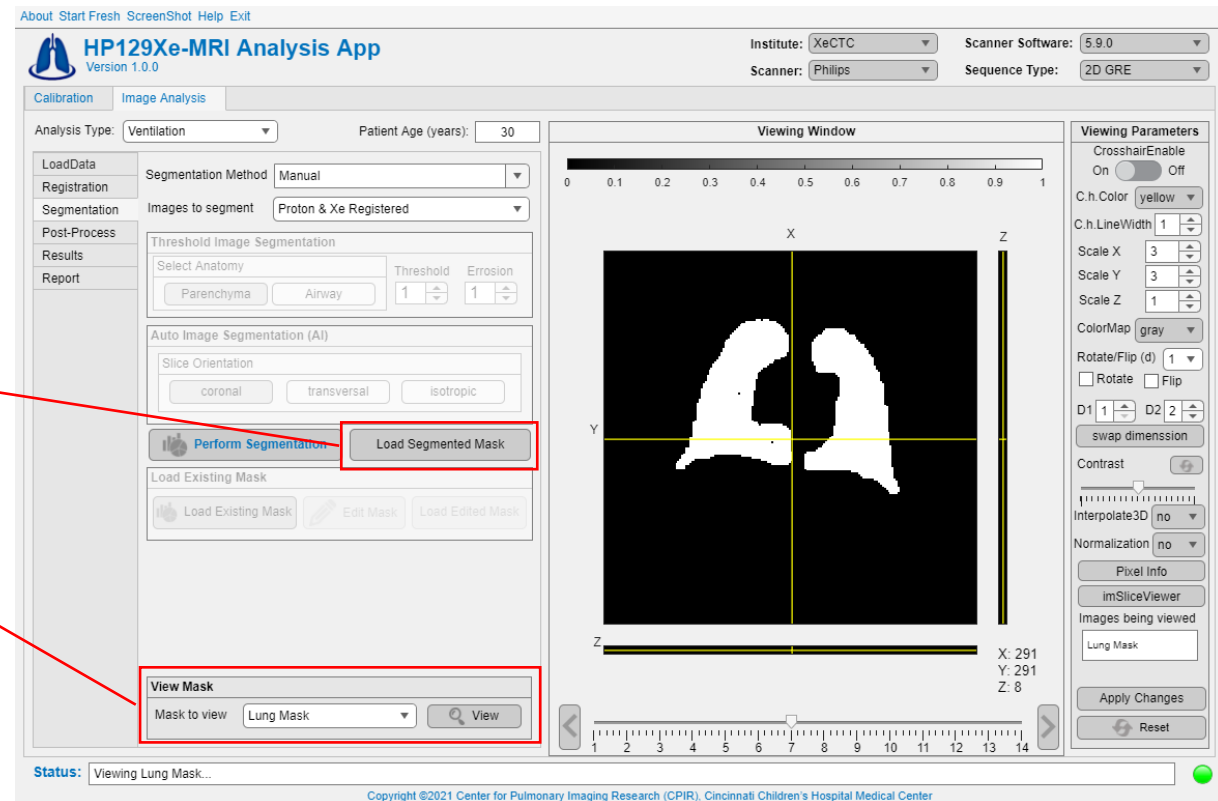 About Start Fresh ScreenShot Help Exit
HP129Xe-MRI Analysis App
Version 1.0.0
Institute: XeCTC
Scanner Software: 5.9.0
Scanner: Philips
Sequence Type: 2D GRE
Calibration Image Analysis
Analysis Type: Ventilation
Patient Age (years): 30
LoadData
Registration
Segmentation
Post-Process
Results
Report
Segmentation Method Manual
Images to segment Proton & Xe Registered
Threshold Image Segmentation
Select Anatomy
Parenchyma Airway
Threshold Errosion
1 1
Auto Image Segmentation (AI)
Slice Orientation
coronal transversal isotropic
Perform Segmentation Load Segmented Mask
Load Existing Mask
Load Existing Mask Edit Mask Load Edited Mask
View Mask
Mask to view Lung Mask View
Viewing Window
0 0.1 0.2 0.3 0.4 0.5 0.6 0.7 0.8 0.9 1
X
Z
Y
Z
X: 291
Y: 291
Z: 8
1 2 3 4 5 6 7 8 9 10 11 12 13 14
Viewing Parameters
CrosshairEnable
On Off
C.h.Color yellow
C.h.LineWidth 1
Scale X 3
Scale Y 3
Scale Z 1
ColorMap gray
Rotate/Flip (d) 1
Rotate Flip
D1 1 D2 2
swap dimenssion
Contrast
Interpolate3D no
Normalization no
Pixel Info
imSliceViewer
Images being viewed
Lung Mask
Apply Changes
Reset
Status: Viewing Lung Mask...
Copyright ©2021 Center for Pulmonary Imaging Research (CPIR), Cincinnati Children's Hospital Medical Center